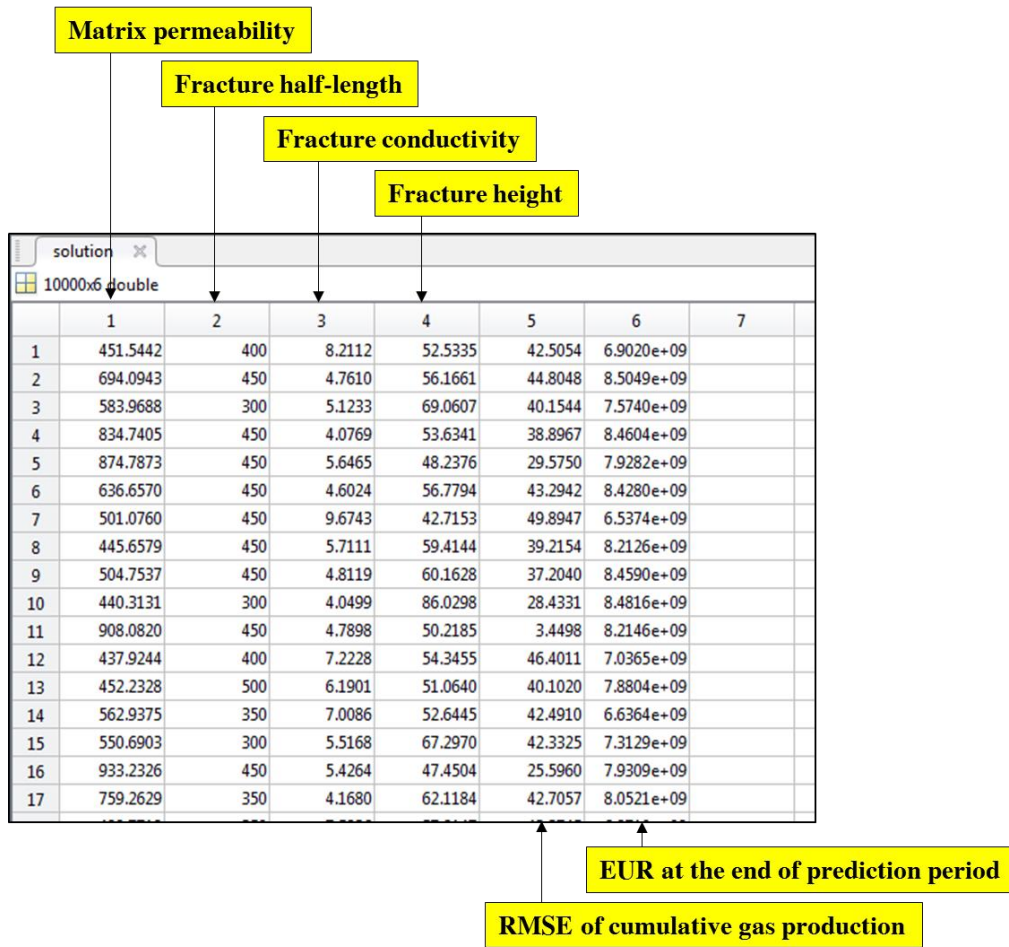 Matrix permeability
Fracture half-length
Fracture conductivity
Fracture height
solution
10000x6 double
1 2 3 4 5 6 7
1 451.5442 400 8.2112 52.5335 42.5054 6.9020e+09
2 694.0943 450 4.7610 56.1661 44.8048 8.5049e+09
3 583.9688 300 5.1233 69.0607 40.1544 7.5740e+09
4 834.7405 450 4.0769 53.6341 38.8967 8.4604e+09
5 874.7873 450 5.6465 48.2376 29.5750 7.9282e+09
6 636.6570 450 4.6024 56.7794 43.2942 8.4280e+09
7 501.0760 450 9.6743 42.7153 49.8947 6.5374e+09
8 445.6579 450 5.7111 59.4144 39.2154 8.2126e+09
9 504.7537 450 4.8119 60.1628 37.2040 8.4590e+09
10 440.3131 300 4.0499 86.0298 28.4331 8.4816e+09
11 908.0820 450 4.7898 50.2185 3.4498 8.2146e+09
12 437.9244 400 7.2228 54.3455 46.4011 7.0365e+09
13 452.2328 500 6.1901 51.0640 40.1020 7.8804e+09
14 562.9375 350 7.0086 52.6445 42.4910 6.6364e+09
15 550.6903 300 5.5168 67.2970 42.3325 7.3129e+09
16 933.2326 450 5.4264 47.4504 25.5960 7.9309e+09
17 759.2629 350 4.1680 62.1184 42.7057 8.0521e+09
EUR at the end of prediction period
RMSE of cumulative gas production